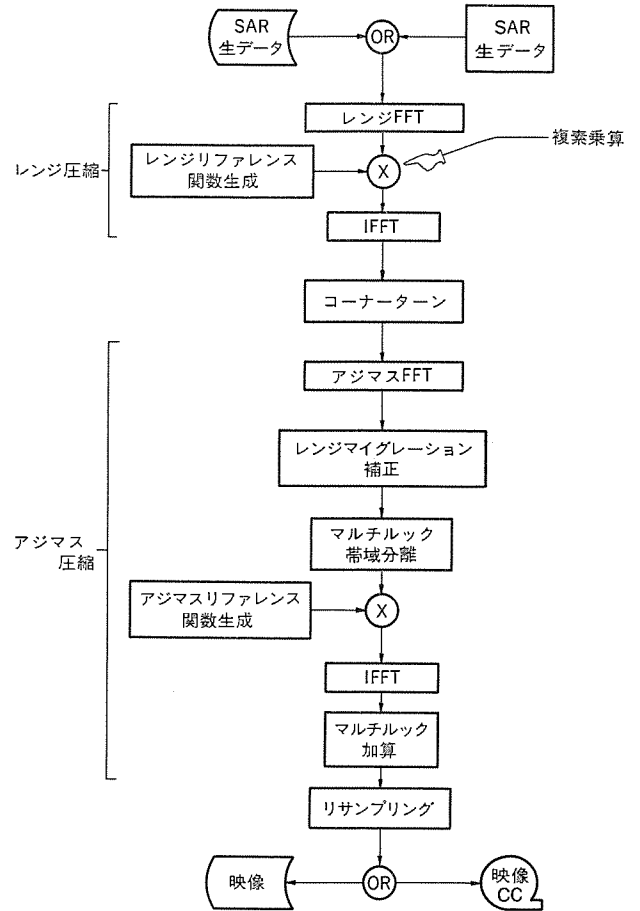 SAR
生データ
OR
SAR
生データ
レンジFFT
複素乗算
レンジ圧縮
レンジリファレンス
関数生成
X
IFFT
コーナーターン
アジマスFFT
レンジマイグレーション
補正
アジマス
圧縮
マルチルック
帯域分離
アジマスリファレンス
関数生成
X
IFFT
マルチルック
加算
リサンプリング
映像
OR
映像
CC